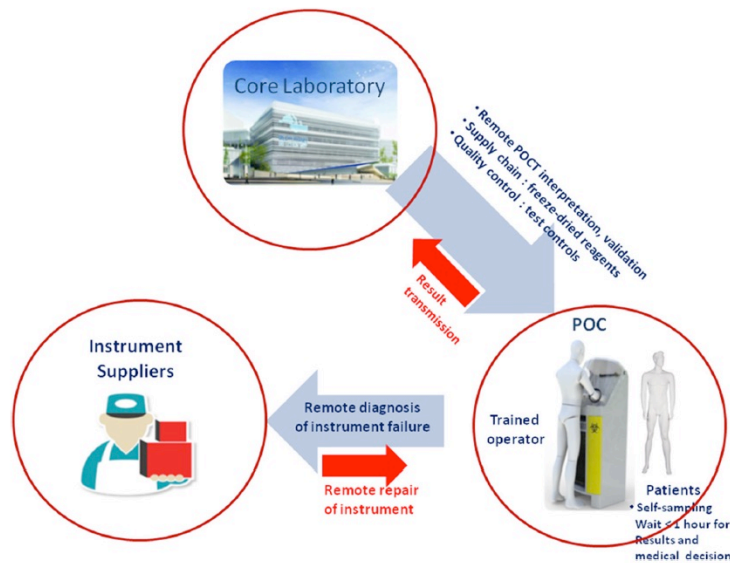 Core Laboratory
• Remote POCT interpretation, validation
• Supply chain : freeze-dried reagents
• Quality control : test controls
Result
transmission
POC
Instrument
Suppliers
Trained
operator
Remote diagnosis
of instrument failure
Remote repair
of instrument
Patients
• Self-sampling
Wait < 1 hour for
Results and
medical decision